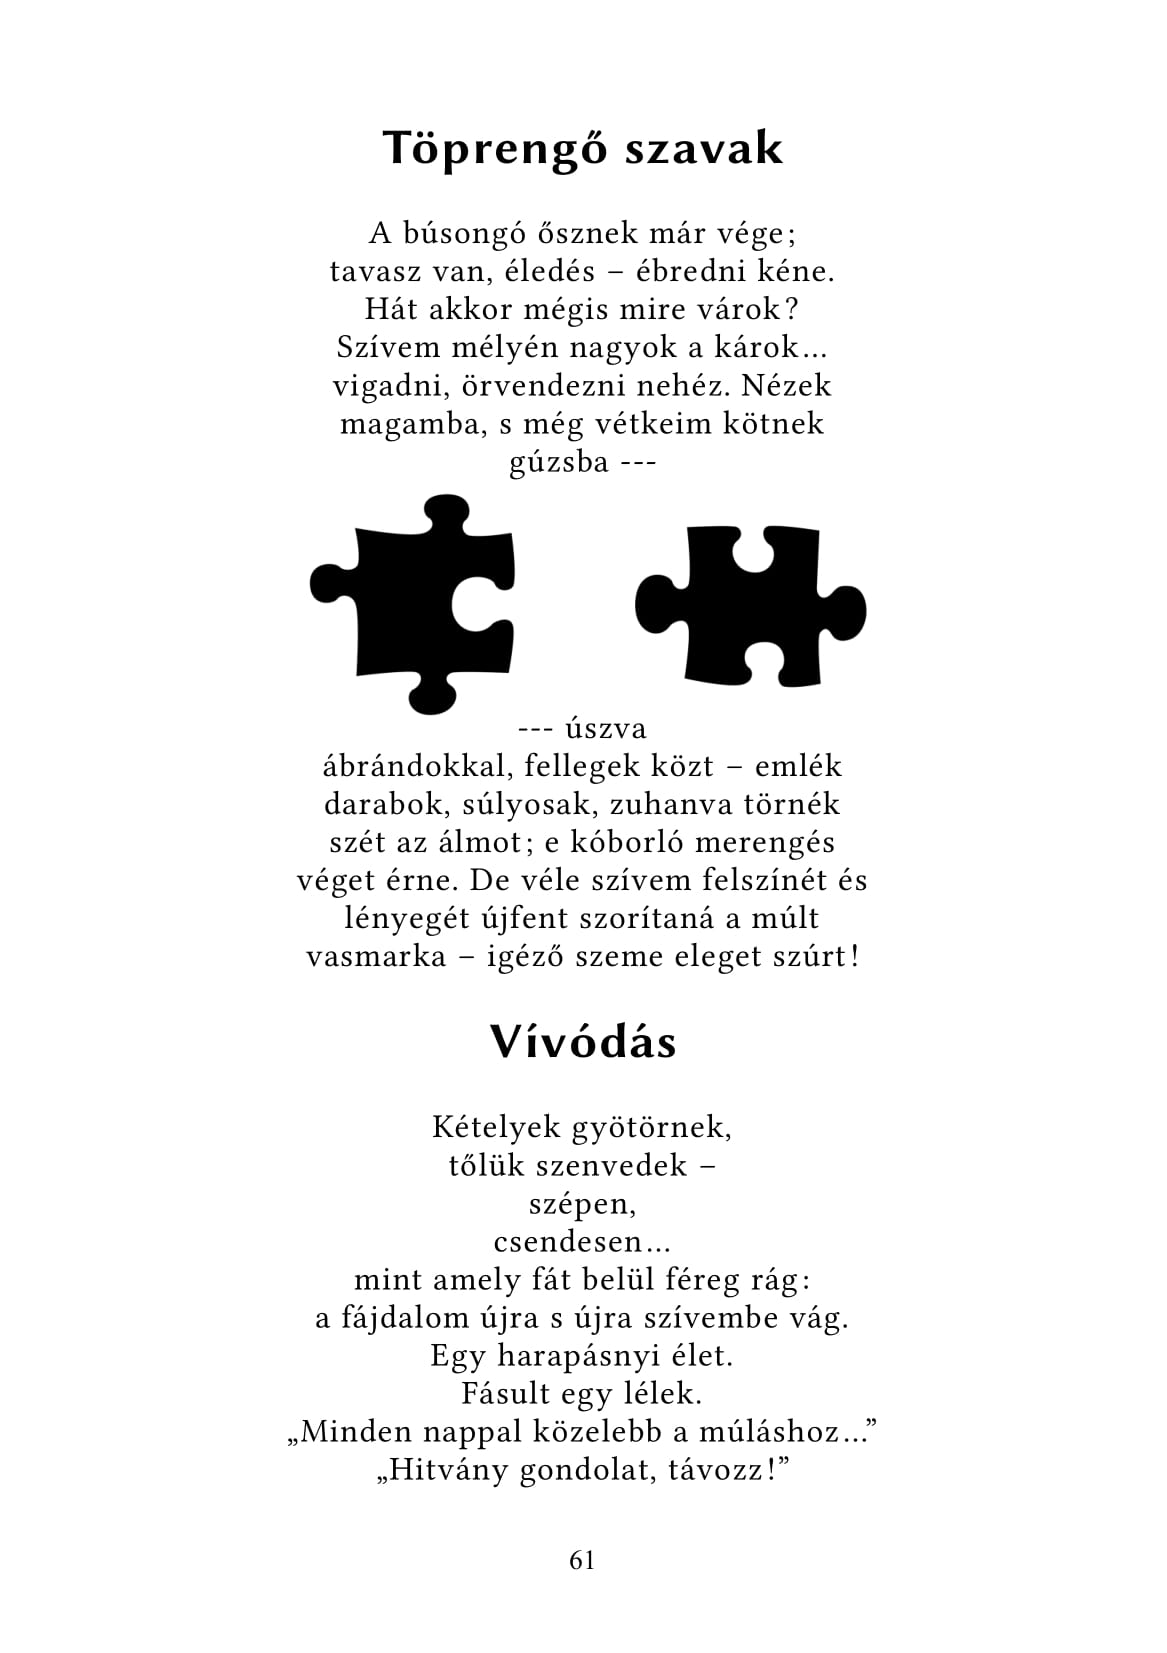 Töprengő szavak
A búsongó ősznek már vége;
tavasz van, éledés – ébredni kéne.
Hát akkor mégis mire várok?
Szívem mélyén nagyok a károk…
vigadni, örvendezni nehéz. Nézek
magamba, s még vétkeim kötnek
gúzsba ---
--- úszva
ábrándokkal, fellegek közt – emlék
darabok, súlyosak, zuhanva törnék
szét az álmot; e kóborló merengés
véget érne. De véle szívem felszínét és
lényegét újfent szorítaná a múlt
vasmarka – igéző szeme eleget szúrt!
Vívódás
Kételyek gyötörnek,
tőlük szenvedek –
szépen,
csendesen…
mint amely fát belül féreg rág:
a fájdalom újra s újra szívembe vág.
Egy harapásnyi élet.
Fásult egy lélek.
„Minden nappal közelebb a múláshoz…”
„Hitvány gondolat, távozz!”
61